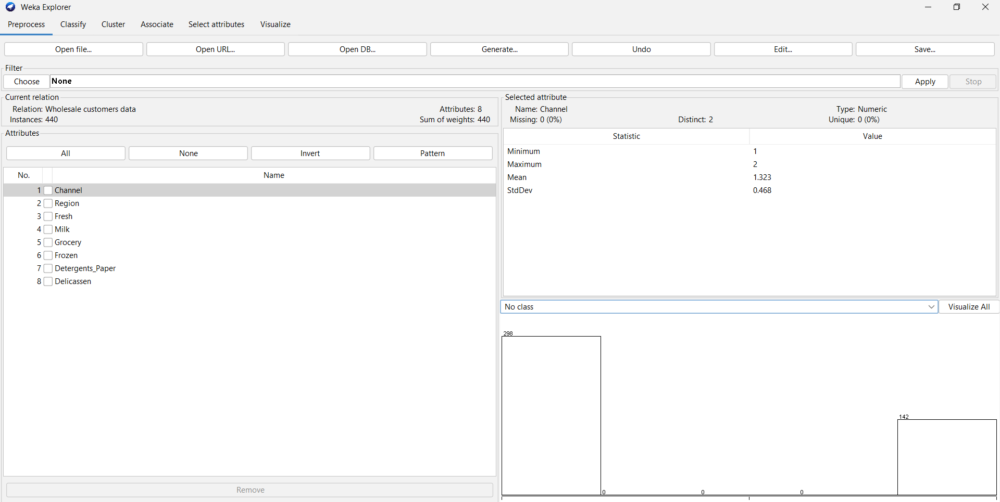 Weka Explorer
Preprocess Classify Cluster Associate Select attributes Visualize
Open file... Open URL... Open DB... Generate... Undo Edit... Save...
Filter
Choose None Apply Stop
Current relation
Relation: Wholesale customers data Attributes: 8
Instances: 440 Sum of weights: 440
Selected attribute
Name: Channel Type: Numeric
Missing: 0 (0%) Distinct: 2 Unique: 0 (0%)
Attributes
All None Invert Pattern
No. Name
1 Channel
2 Region
3 Fresh
4 Milk
5 Grocery
6 Frozen
7 Detergents_Paper
8 Delicassen
Remove
Statistic Value
Minimum 1
Maximum 2
Mean 1.323
StdDev 0.468
No class Visualize All
298
142
0 0 0